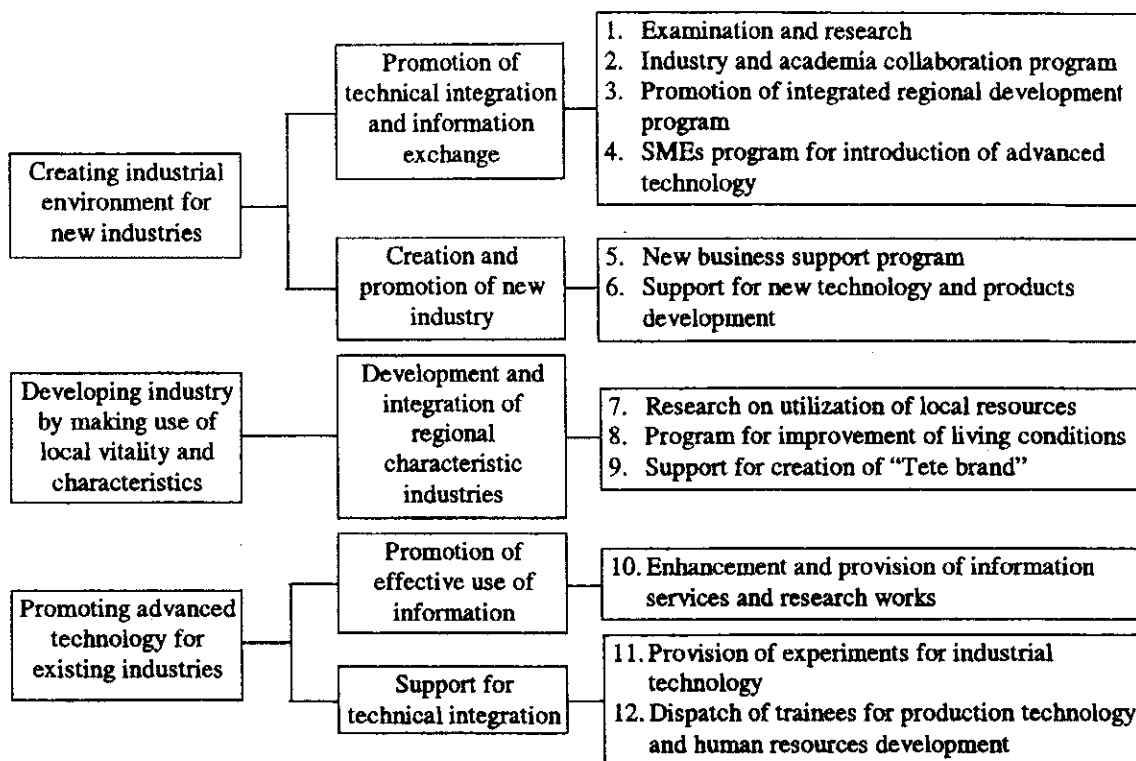 Creating industrial
environment for
new industries
Promotion of
technical integration
and information
exchange
1. Examination and research
2. Industry and academia collaboration program
3. Promotion of integrated regional development
program
4. SMEs program for introduction of advanced
technology
Creation and
promotion of new
industry
5. New business support program
6. Support for new technology and products
development
Developing industry
by making use of
local vitality and
characteristics
Development and
integration of
regional
characteristic
industries
7. Research on utilization of local resources
8. Program for improvement of living conditions
9. Support for creation of “Tete brand”
Promoting advanced
technology for
existing industries
Promotion of
effective use of
information
10. Enhancement and provision of information
services and research works
Support for
technical integration
11. Provision of experiments for industrial
technology
12. Dispatch of trainees for production technology
and human resources development